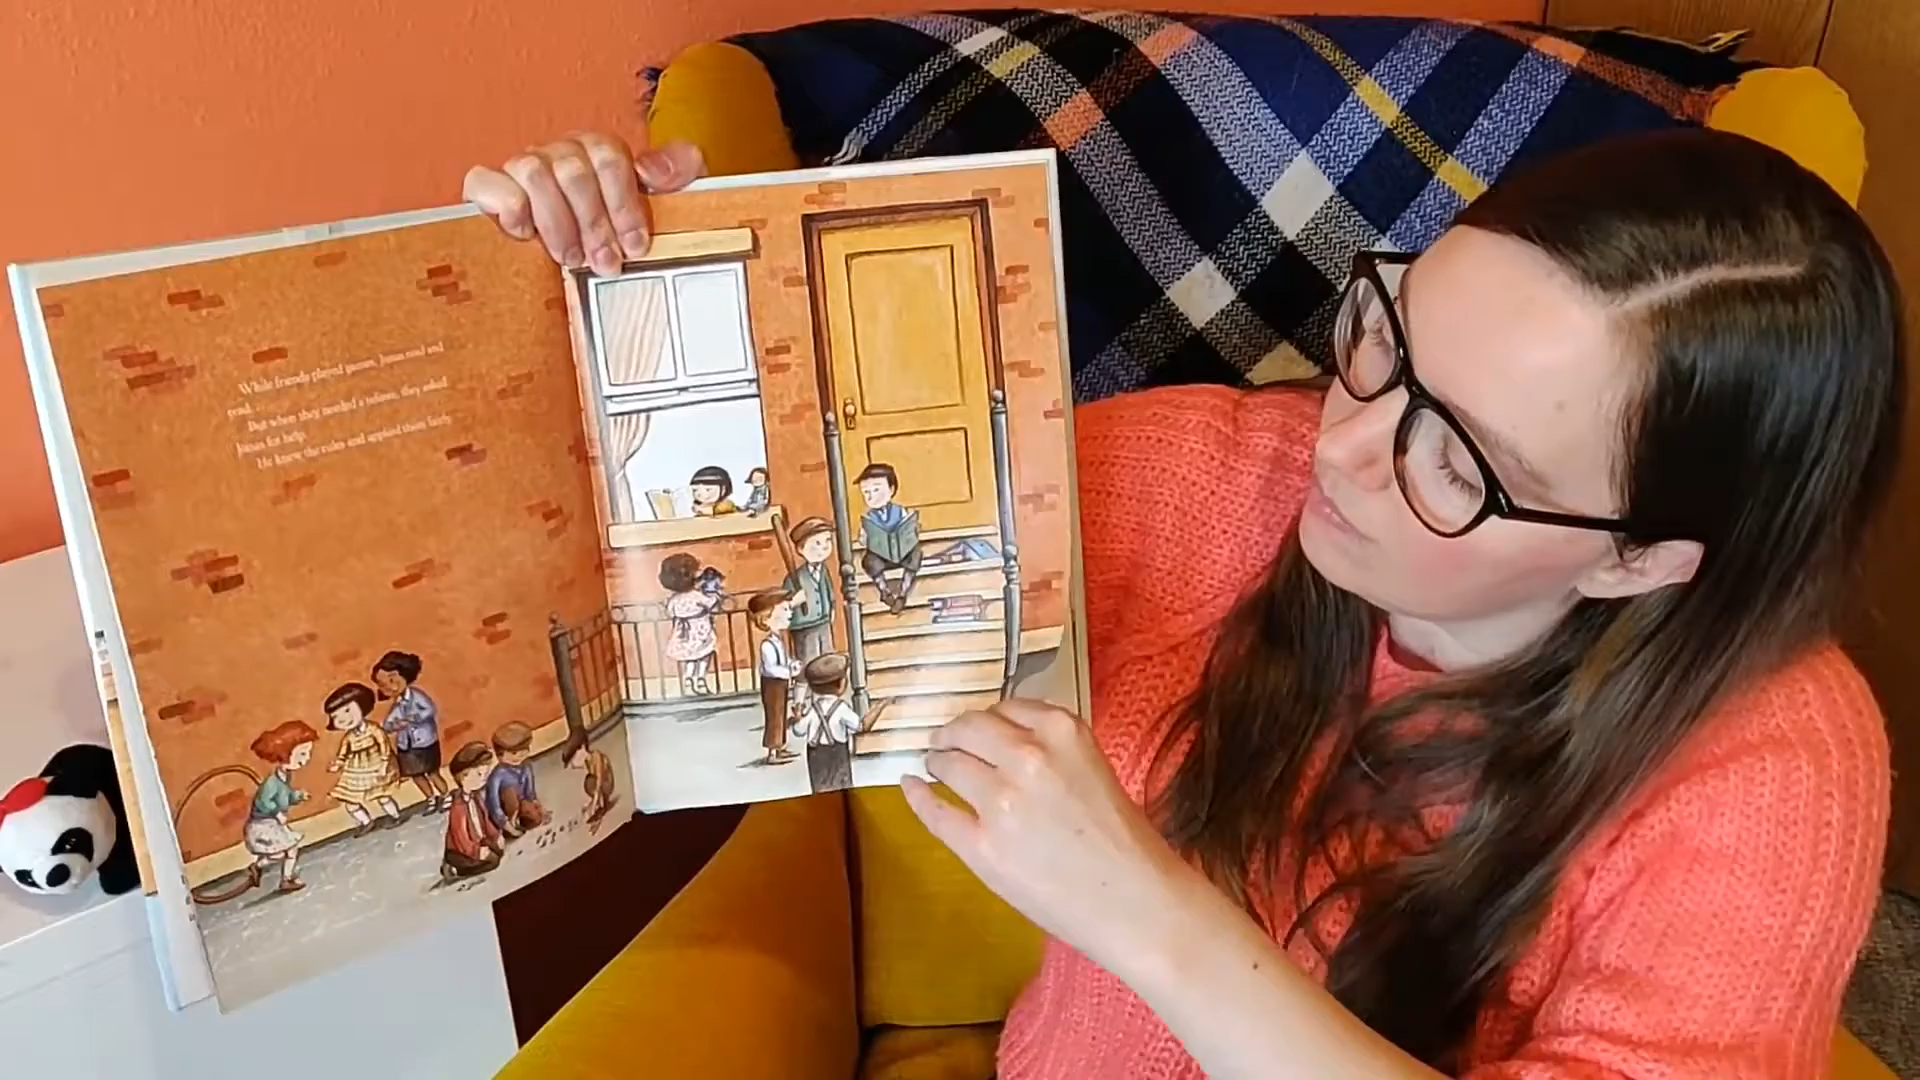 While friends played games, Jonas read and
read. . .
But when they needed a referee, they asked
Jonas for help.
He knew the rules and applied them fairly.